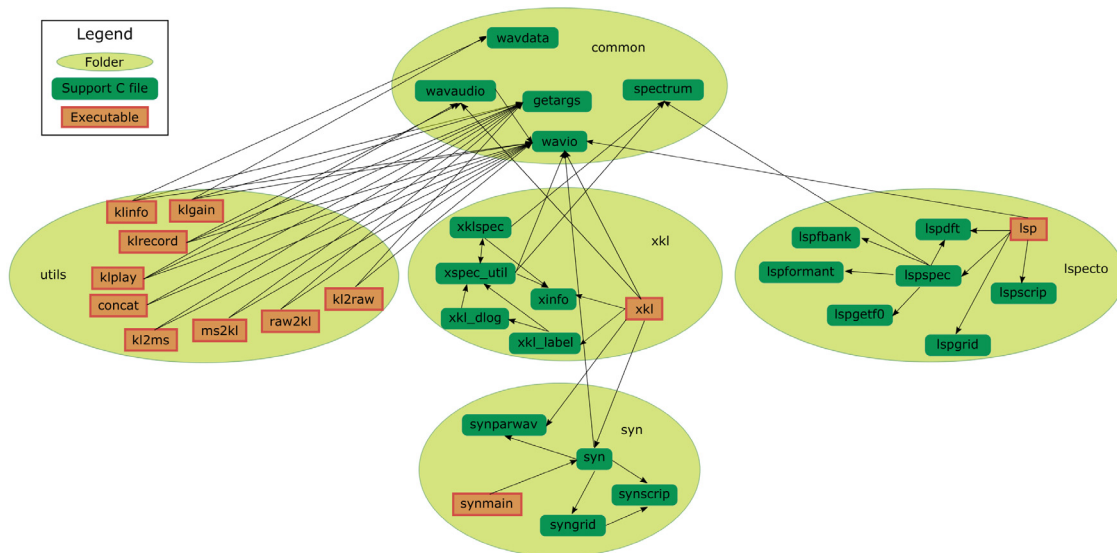 Legend
Folder
Support C file
Executable
common
wavdata
wavaudio
getargs
spectrum
wavio
utils
klinfo
klgain
klrecord
klplay
concat
kl2ms
ms2kl
raw2kl
kl2raw
xkl
xklspec
xspec_util
xinfo
xkl_dlog
xkl_label
xkl
lspecto
lspfbank
lspdft
lsp
lspformant
lspspec
lspscrip
lspgetf0
lspgrid
syn
synparwav
syn
synmain
synscrip
syngrid